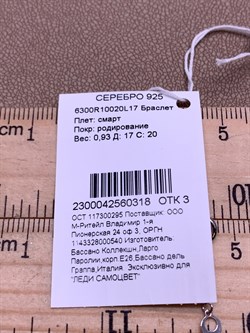 СЕРЕБРО 925
6300R10020L17 Браслет
Плет: смарт
Покр: родирование
Вес: 0,93 Д: 17 С: 20
2300042560318 ОТК 3
ОСТ 117300295 Поставщик: ООО
М-Ритейл Владимир 1-я
Пионерская 24 оф 3, ОРГН
1143328000540 Изготовитель
Бассано Коллекшн,Ларго
Паролии,корп Е26,Бассано дель
Граппа,Италия Эксклюзивно для
"ЛЕДИ САМОЦВЕТ"